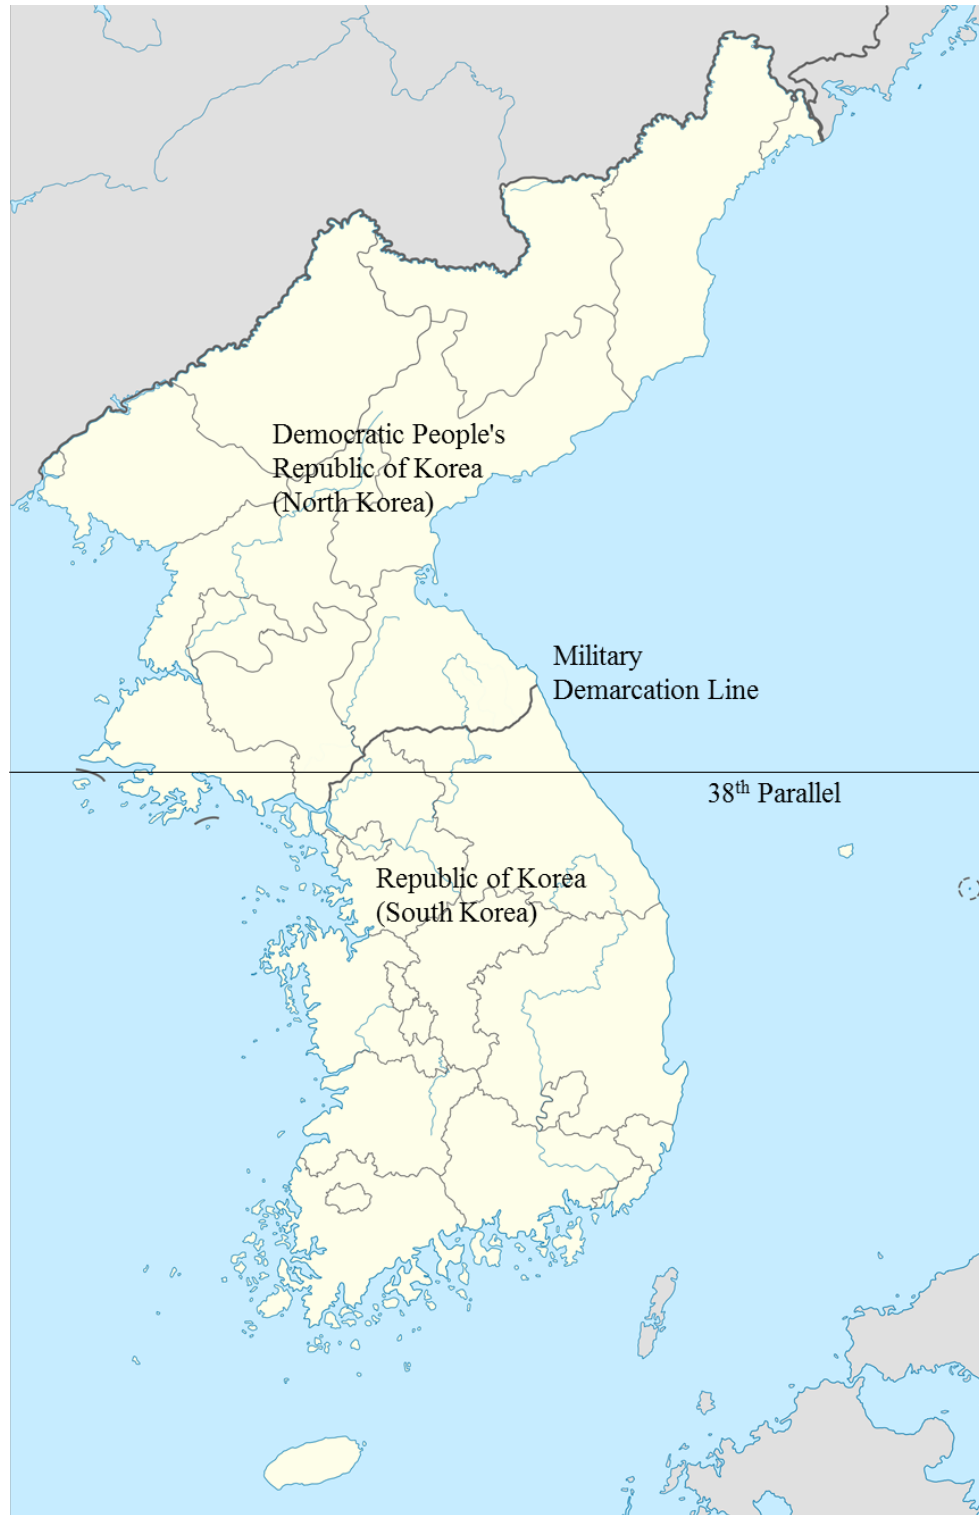 Democratic People's
Republic of Korea
(North Korea)
Military
Demarcation Line
38th Parallel
Republic of Korea
(South Korea)